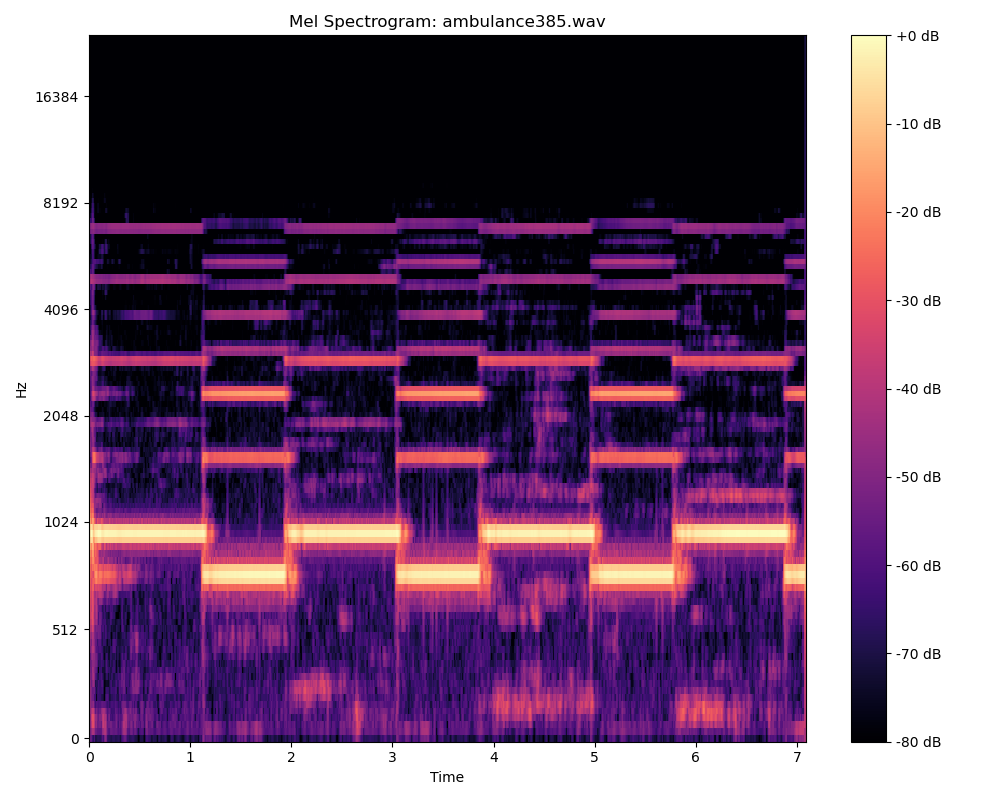 Mel Spectrogram: ambulance385.wav
Hz
16384
8192
4096
2048
1024
512
0
0 1 2 3 4 5 6 7
Time
+0 dB
-10 dB
-20 dB
-30 dB
-40 dB
-50 dB
-60 dB
-70 dB
-80 dB